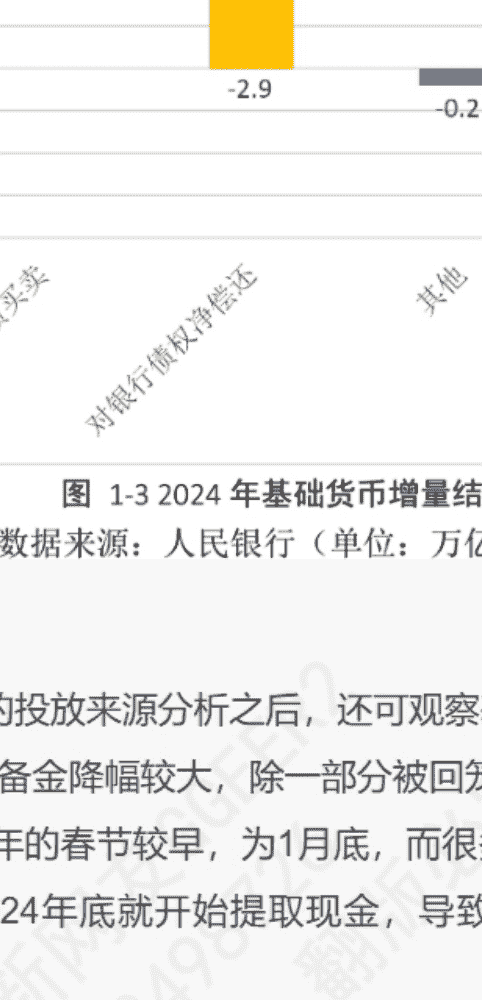 -2.9
-0.2
买卖
对银行债权净偿还
其他
图 1-3 2024 年基础货币增量结
数据来源：人民银行（单位：万亿
的投放来源分析之后，还可观察
备金降幅较大，除一部分被回笼
年的春节较早，为1月底，而很多
24年底就开始提取现金，导致